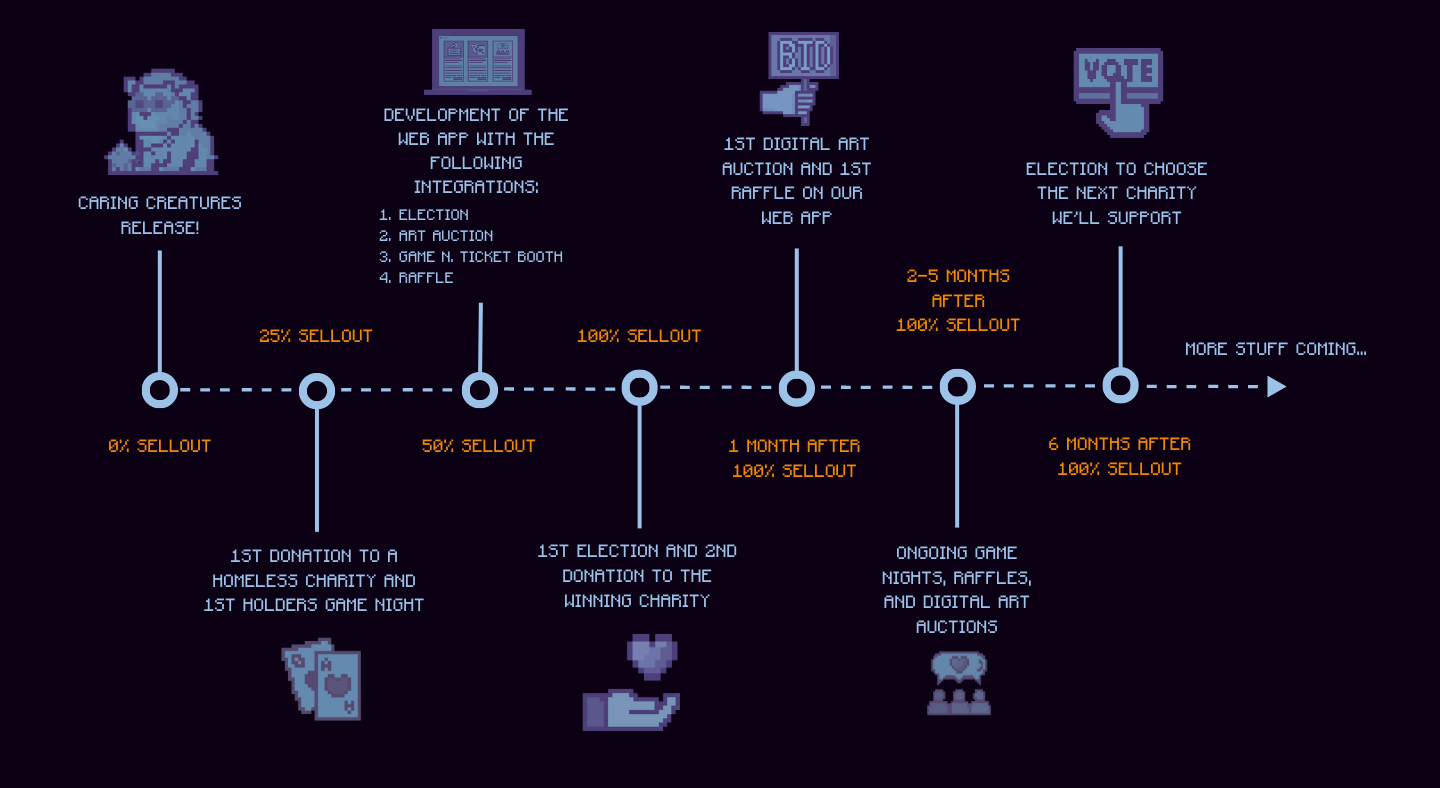 CARING CREATURES
RELEASE!
0% SELLOUT
25% SELLOUT
1ST DONATION TO A
HOMELESS CHARITY AND
1ST HOLDERS GAME NIGHT
A
DEVELOPMENT OF THE
WEB APP WITH THE
FOLLOWING
INTEGRATIONS:
1. ELECTION
2. ART AUCTION
3. GAME N. TICKET BOOTH
4. RAFFLE
50% SELLOUT
100% SELLOUT
1ST ELECTION AND 2ND
DONATION TO THE
WINNING CHARITY
BID
1ST DIGITAL ART
AUCTION AND 1ST
RAFFLE ON OUR
WEB APP
1 MONTH AFTER
100% SELLOUT
2-5 MONTHS
AFTER
100% SELLOUT
ONGOING GAME
NIGHTS, RAFFLES,
AND DIGITAL ART
AUCTIONS
VOTE
ELECTION TO CHOOSE
THE NEXT CHARITY
WE'LL SUPPORT
6 MONTHS AFTER
100% SELLOUT
MORE STUFF COMING...